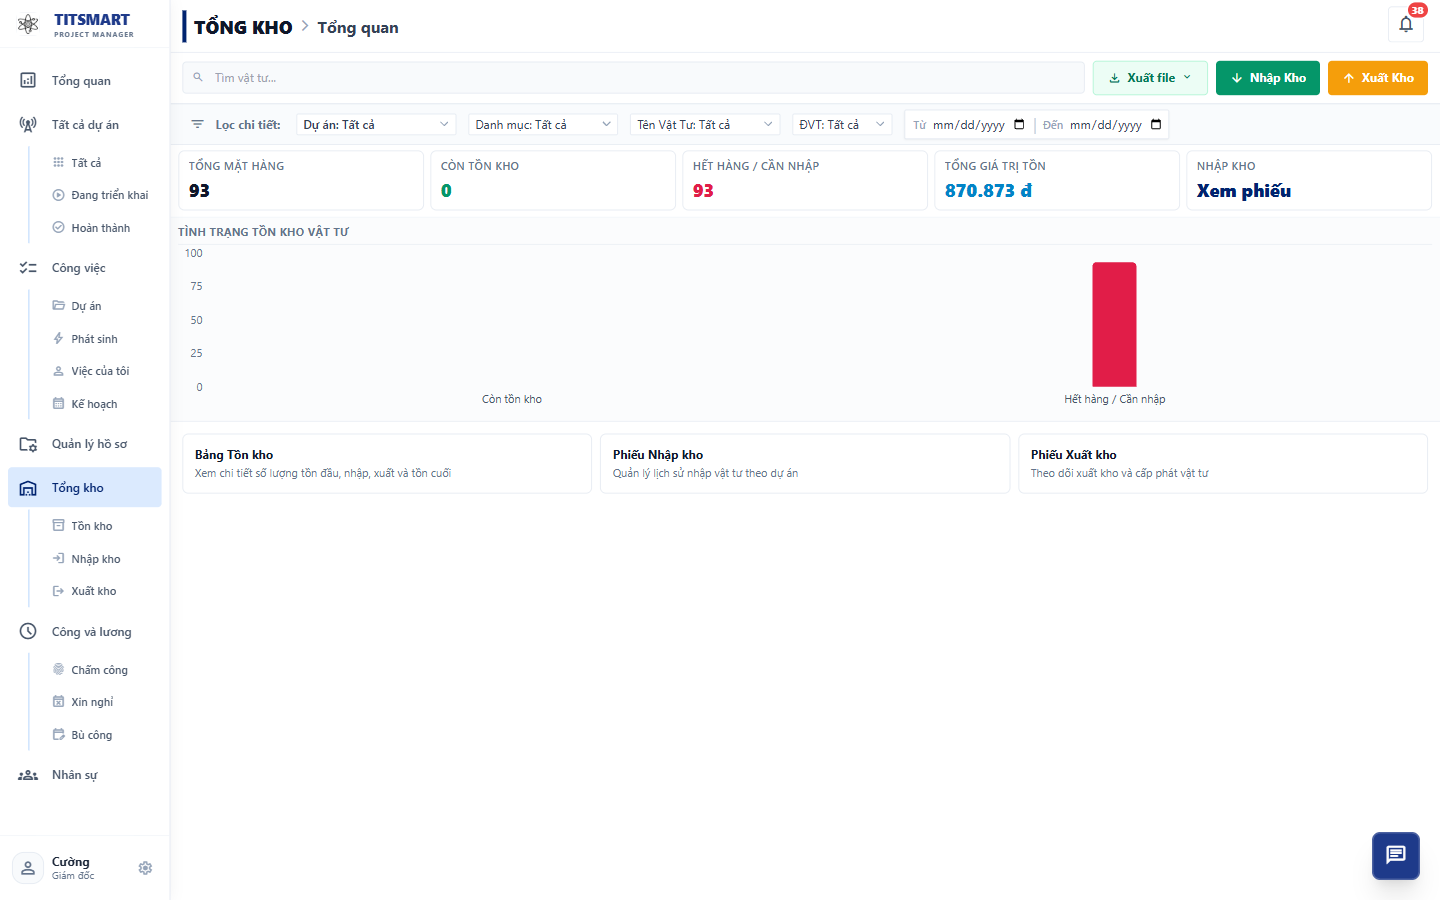 TITSMART
PROJECT MANAGER
Tổng quan
Tất cả dự án
Tất cả
Đang triển khai
Hoàn thành
Công việc
Dự án
Phát sinh
Việc của tôi
Kế hoạch
Quản lý hồ sơ
Tổng kho
Tồn kho
Nhập kho
Xuất kho
Công và lương
Chấm công
Xin nghỉ
Bù công
Nhân sự
Cường
Giám đốc
TỔNG KHO > Tổng quan
38
Tìm vật tư...
Xuất file
Nhập Kho
Xuất Kho
Lọc chi tiết:
Dự án: Tất cả
Danh mục: Tất cả
Tên Vật Tư: Tất cả
ĐVT: Tất cả
Từ mm/dd/yyyy
Đến mm/dd/yyyy
TỔNG MẶT HÀNG
93
CÒN TỒN KHO
0
HẾT HÀNG / CẦN NHẬP
93
TỔNG GIÁ TRỊ TỒN
870.873 đ
NHẬP KHO
Xem phiếu
TÌNH TRẠNG TỒN KHO VẬT TƯ
100
75
50
25
0
Còn tồn kho
Hết hàng / Cần nhập
Bảng Tồn kho
Xem chi tiết số lượng tồn đầu, nhập, xuất và tồn cuối
Phiếu Nhập kho
Quản lý lịch sử nhập vật tư theo dự án
Phiếu Xuất kho
Theo dõi xuất kho và cấp phát vật tư